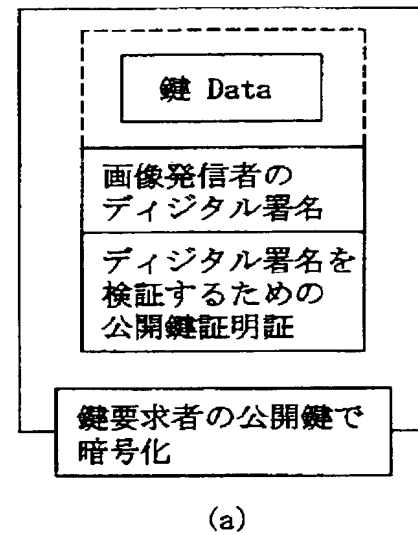 鍵 Data
画像発信者の
ディジタル署名
ディジタル署名を
検証するための
公開鍵証明証
鍵要求者の公開鍵で
暗号化
(a)